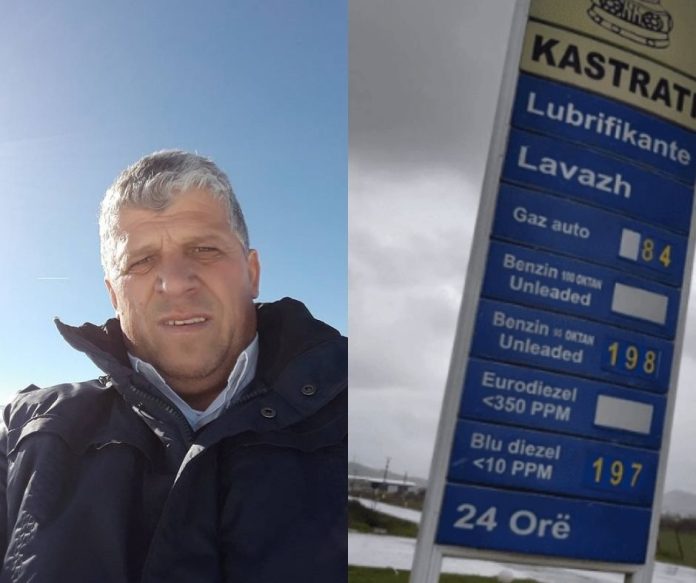 KASTRATI
Lubrifikante
Lavazh
Gaz auto 84
Benzin 100 OKTAN
Unleaded
Benzin 95 OKTAN
Unleaded 198
Eurodiezel
<350 PPM
Blu diezel
<10 PPM 197
24 Orë